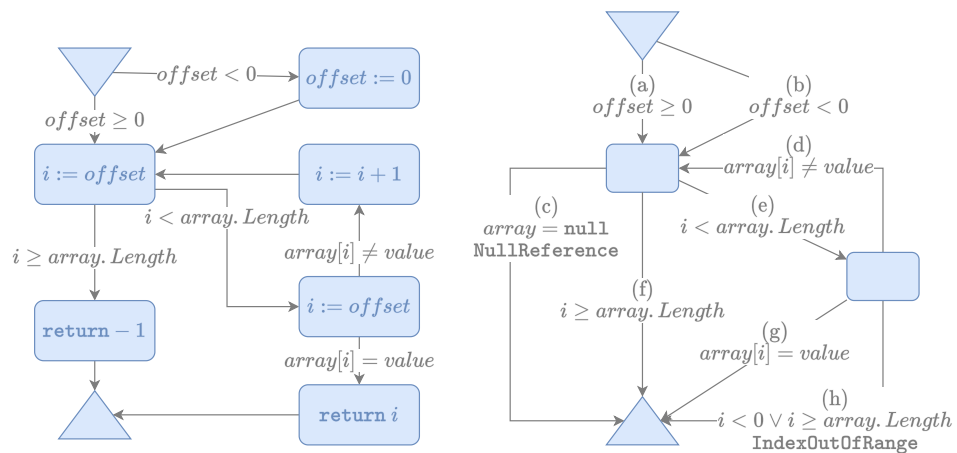 offset < 0
offset := 0
offset ≥ 0
i := offset
i := i + 1
i < array.Length
i ≥ array.Length
array[i] ≠ value
i := offset
return −1
array[i] = value
return i
(a)
offset ≥ 0
(b)
offset < 0
(d)
array[i] ≠ value
(c)
array = null
NullReference
(e)
i < array.Length
(f)
i ≥ array.Length
(g)
array[i] = value
(h)
i < 0 ∨ i ≥ array.Length
IndexOutOfRange